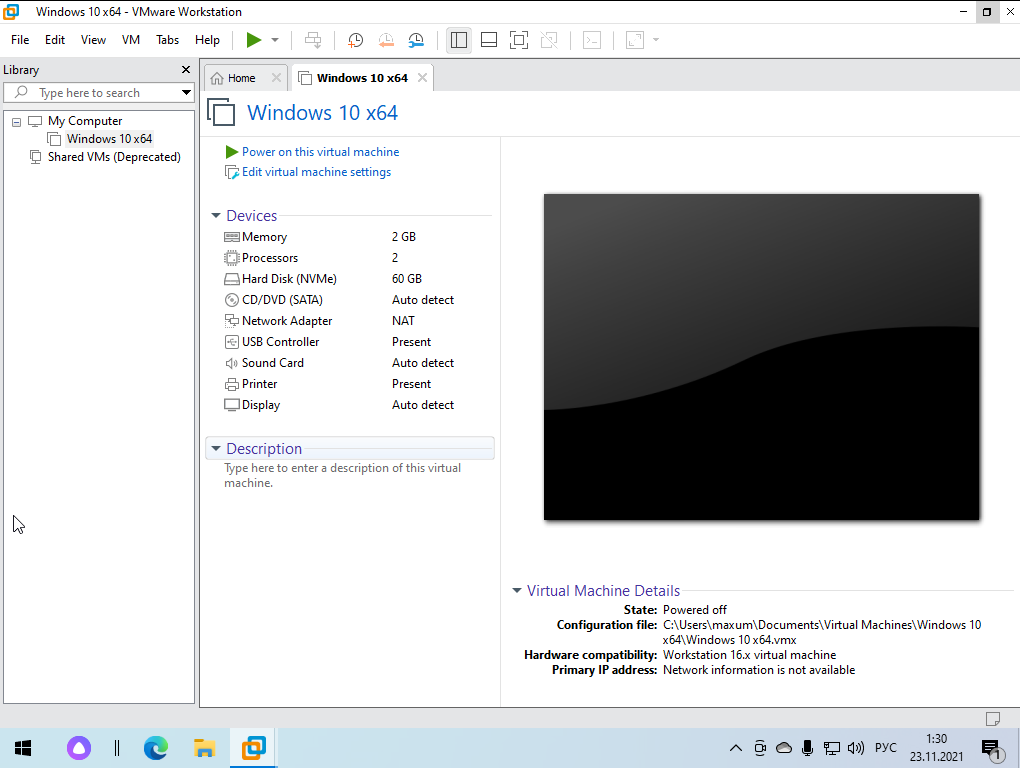 Windows 10 x64 - VMware Workstation
File Edit View VM Tabs Help
Library
Home
Windows 10 x64
Type here to search
My Computer
Windows 10 x64
Shared VMs (Deprecated)
Windows 10 x64
Power on this virtual machine
Edit virtual machine settings
Devices
Memory 2 GB
Processors 2
Hard Disk (NVMe) 60 GB
CD/DVD (SATA) Auto detect
Network Adapter NAT
USB Controller Present
Sound Card Auto detect
Printer Present
Display Auto detect
Description
Type here to enter a description of this virtual
machine.
Virtual Machine Details
State: Powered off
Configuration file: C:\Users\maxum\Documents\Virtual Machines\Windows 10
x64\Windows 10 x64.vmx
Hardware compatibility: Workstation 16.x virtual machine
Primary IP address: Network information is not available
РУС
1:30
23.11.2021
1